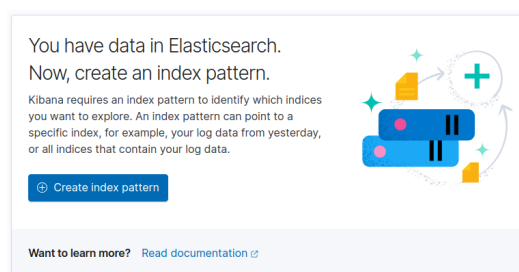 You have data in Elasticsearch.
Now, create an index pattern.
Kibana requires an index pattern to identify which indices
you want to explore. An index pattern can point to a
specific index, for example, your log data from yesterday,
or all indices that contain your log data.
Create index pattern
Want to learn more? Read documentation